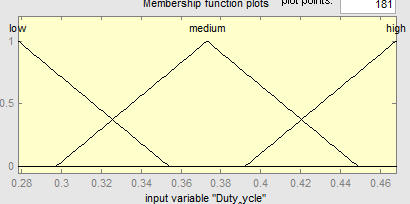 Membership function plots plot points: 181
low medium high
1
0.5
0
0.28 0.3 0.32 0.34 0.36 0.38 0.4 0.42 0.44 0.46
input variable "Duty_ycle"